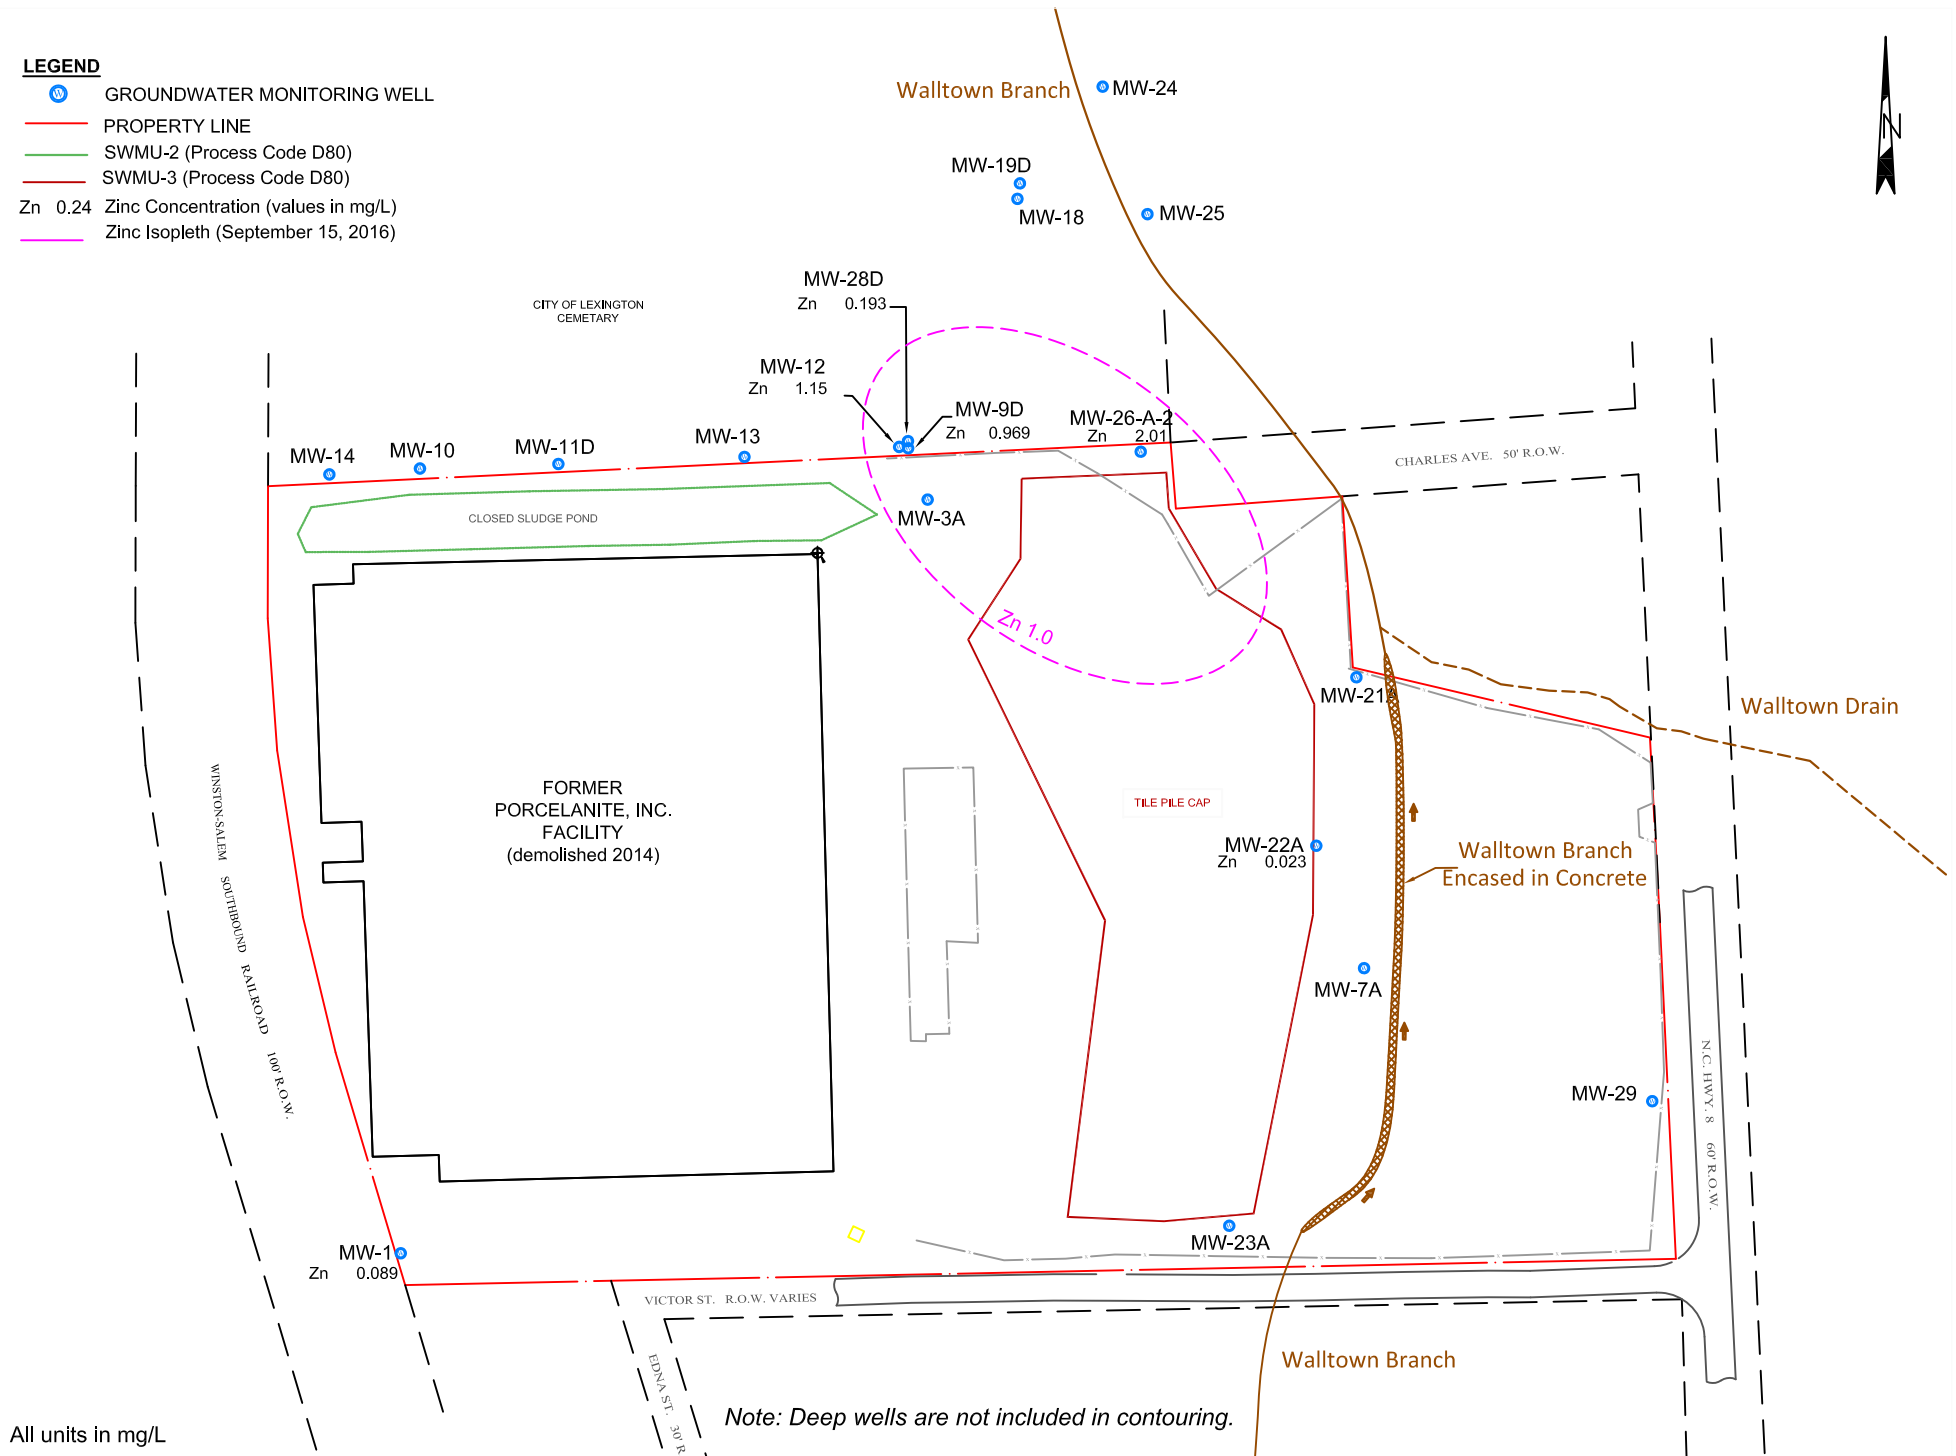 LEGEND
GROUNDWATER MONITORING WELL
PROPERTY LINE
SWMU-2 (Process Code D80)
SWMU-3 (Process Code D80)
Zn 0.24 Zinc Concentration (values in mg/L)
Zinc Isopleth (September 15, 2016)
Walltown Branch
MW-24
N
MW-19D
MW-18
MW-25
MW-28D
Zn 0.193
CITY OF LEXINGTON
CEMETARY
MW-12
Zn 1.15
MW-9D
Zn 0.969
MW-26-A-2
Zn 2.01
MW-14
MW-10
MW-11D
MW-13
CHARLES AVE. 50' R.O.W.
CLOSED SLUDGE POND
MW-3A
Zn 1.0
MW-21A
Walltown Drain
WINSTON-SALEM SOUTHBOUND RAILROAD 100' R.O.W.
FORMER
PORCELANITE, INC.
FACILITY
(demolished 2014)
TILE PILE CAP
MW-22A
Zn 0.023
Walltown Branch
Encased in Concrete
MW-7A
MW-29
N.C. HWY. 8 60' R.O.W.
MW-1
Zn 0.089
MW-23A
VICTOR ST. R.O.W. VARIES
EDNA ST. 30' R
Walltown Branch
Note: Deep wells are not included in contouring.
All units in mg/L